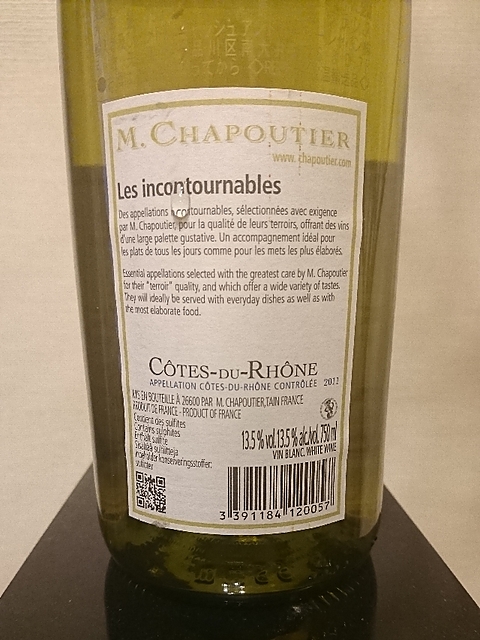 M. CHAPOUTIER
www.chapoutier.com
Les incontournables
Des appellations incontournables, sélectionnées avec exigence
par M. Chapoutier, pour la qualité de leurs terroirs, offrant des vins
d'une large palette gustative. Un accompagnement idéal pour
les plats de tous les jours comme pour les mets les plus élaborés.
Essential appellations selected with the greatest care by M. Chapoutier
for their "terroir" quality, and which offer a wide variety of tastes.
They will ideally be served with everyday dishes as well as with
the most elaborate food.
CÔTES-DU-RHÔNE
APPELLATION CÔTES-DU-RHÔNE CONTRÔLÉE 2011
MIS EN BOUTEILLE À 26600 PAR M. CHAPOUTIER, TAIN FRANCE
PRODUIT DE FRANCE - PRODUCT OF FRANCE
Contient des sulfites
Contains sulphites
Enthält sulfite
Sisältää sulfiitteja
13.5 % vol. 13.5 % alc./vol. 750 ml
VIN BLANC. WHITE WINE
3 391184 120057